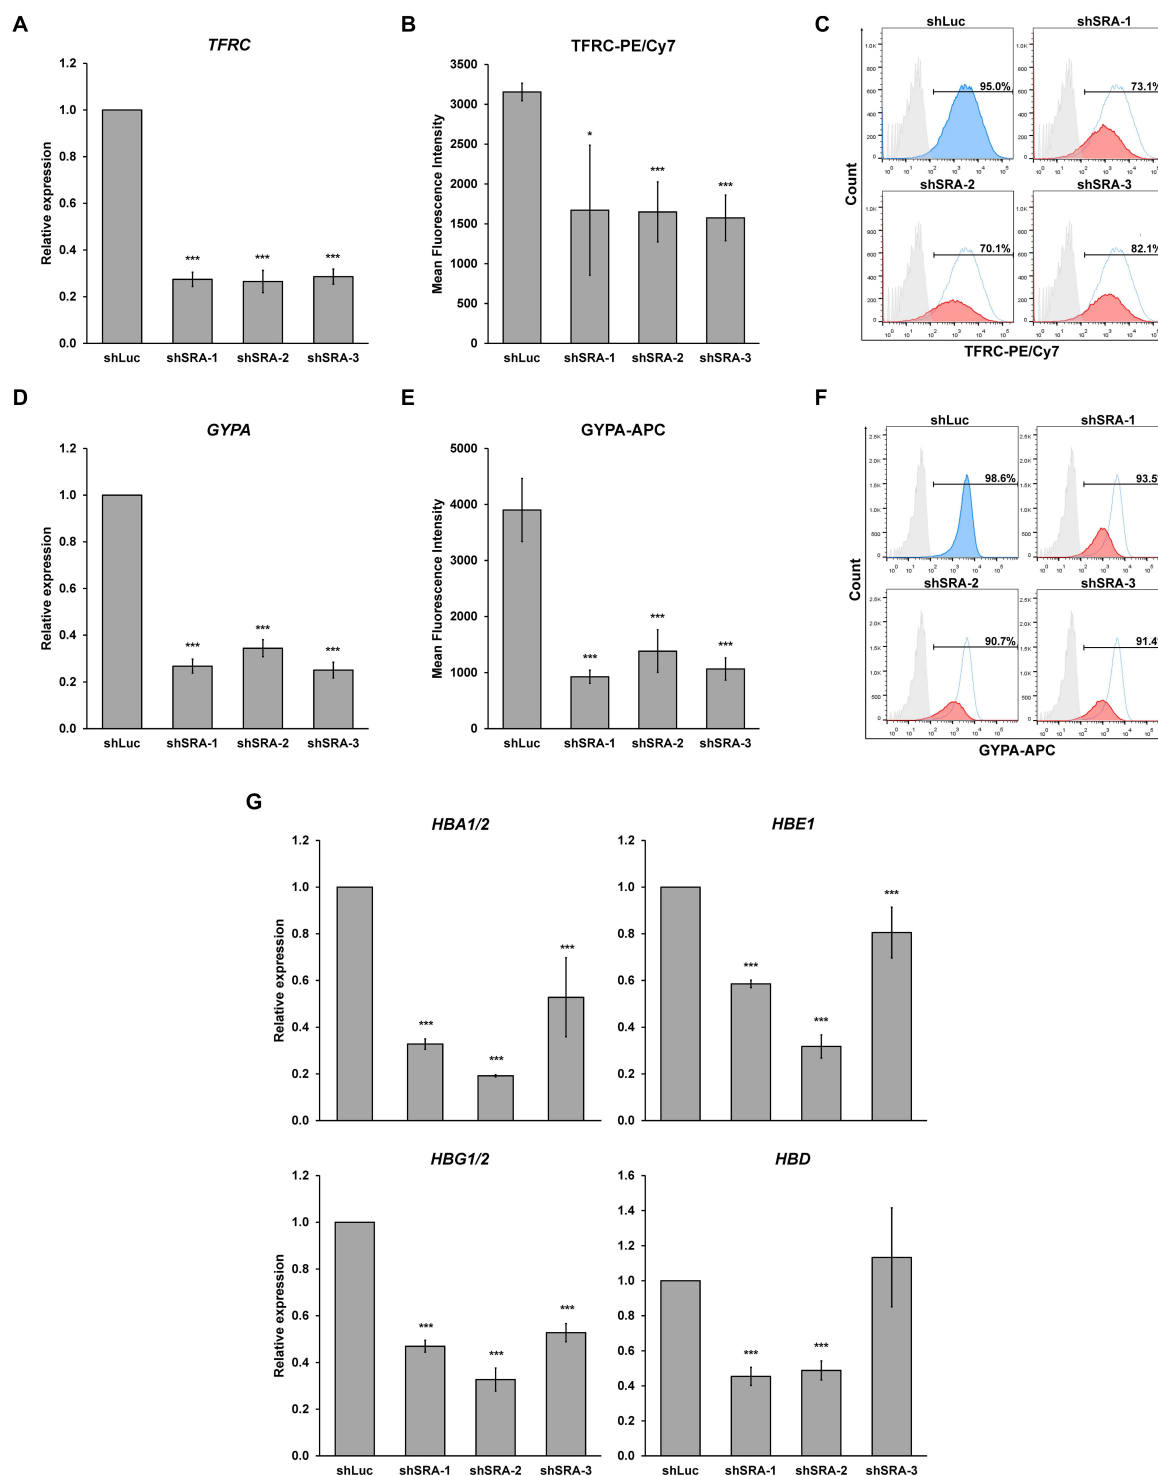 A
TFRC
Relative expression
1.2
1.0
0.8
0.6
0.4
0.2
0.0
***
***
***
shLuc
shSRA-1
shSRA-2
shSRA-3
B
TFRC-PE/Cy7
Mean Fluorescence Intensity
3500
3000
2500
2000
1500
1000
500
0
*
***
***
shLuc
shSRA-1
shSRA-2
shSRA-3
C
shLuc
shSRA-1
95.0%
73.1%
shSRA-2
shSRA-3
70.1%
82.1%
Count
TFRC-PE/Cy7
D
GYPA
Relative expression
1.2
1.0
0.8
0.6
0.4
0.2
0.0
***
***
***
shLuc
shSRA-1
shSRA-2
shSRA-3
E
GYPA-APC
Mean Fluorescence Intensity
5000
4000
3000
2000
1000
0
***
***
***
shLuc
shSRA-1
shSRA-2
shSRA-3
F
shLuc
shSRA-1
98.6%
93.5%
shSRA-2
shSRA-3
90.7%
91.4%
Count
GYPA-APC
G
HBA1/2
Relative expression
1.2
1.0
0.8
0.6
0.4
0.2
0.0
***
***
***
HBE1
1.2
1.0
0.8
0.6
0.4
0.2
0.0
***
***
***
HBG1/2
Relative expression
1.2
1.0
0.8
0.6
0.4
0.2
0.0
***
***
***
shLuc
shSRA-1
shSRA-2
shSRA-3
HBD
1.6
1.4
1.2
1.0
0.8
0.6
0.4
0.2
0.0
***
***
shLuc
shSRA-1
shSRA-2
shSRA-3